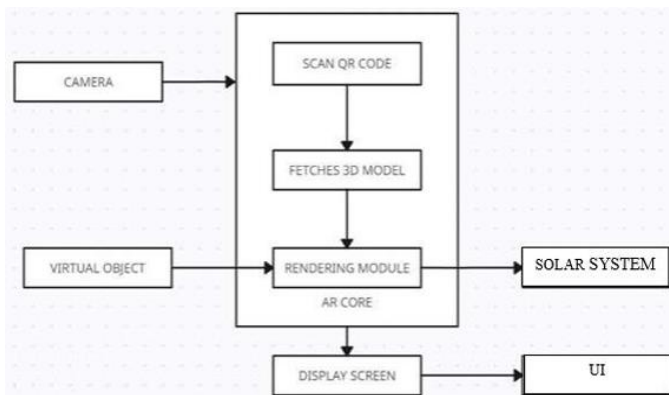 SCAN QR CODE
CAMERA
FETCHES 3D MODEL
VIRTUAL OBJECT
RENDERING MODULE
SOLAR SYSTEM
AR CORE
DISPLAY SCREEN
UI